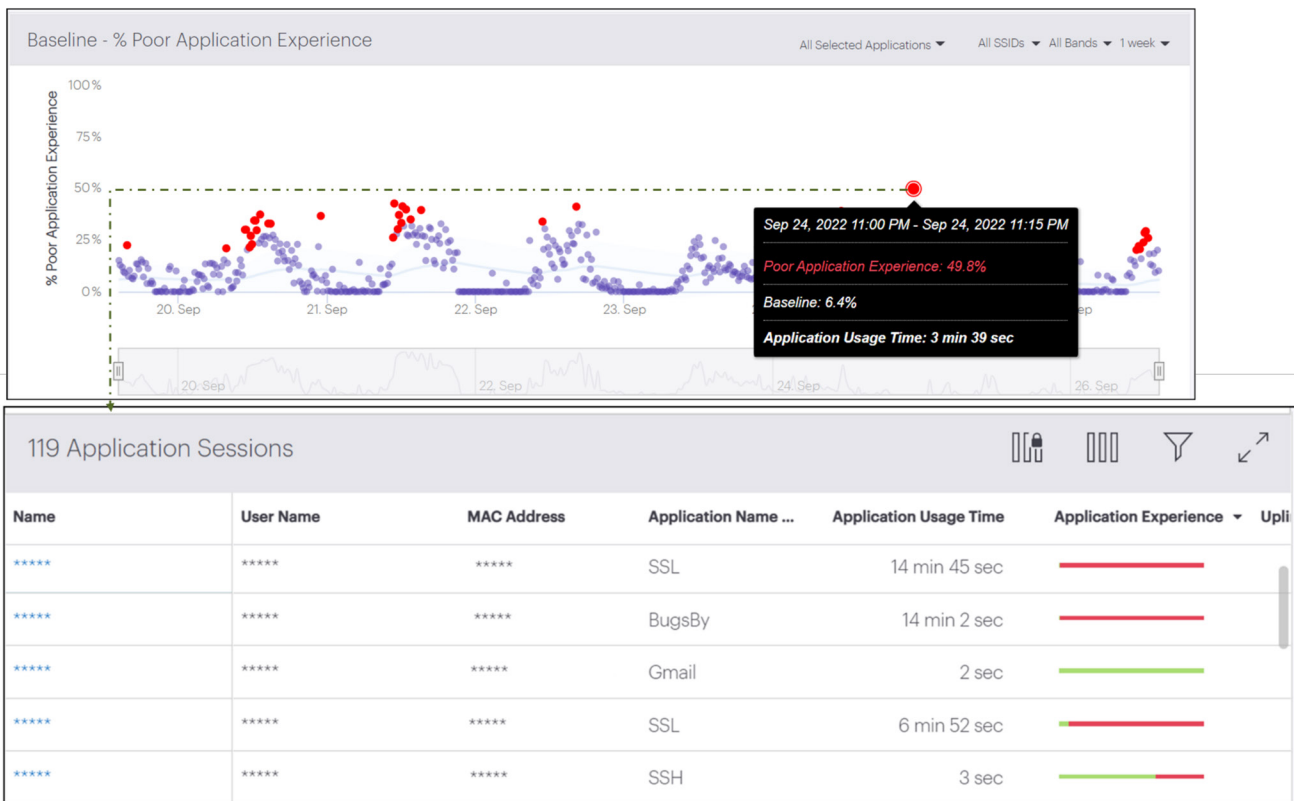 Baseline - % Poor Application Experience
All Selected Applications All SSIDs All Bands 1 week
% Poor Application Experience
100%
75%
50%
25%
0%
20. Sep 21. Sep 22. Sep 23. Sep
Sep 24, 2022 11:00 PM - Sep 24, 2022 11:15 PM
Poor Application Experience: 49.8%
Baseline: 6.4%
Application Usage Time: 3 min 39 sec
20. Sep 22. Sep 24. Sep 26. Sep
119 Application Sessions
Name User Name MAC Address Application Name ... Application Usage Time Application Experience Upli
***** ***** ***** SSL 14 min 45 sec
***** ***** ***** BugsBy 14 min 2 sec
***** ***** ***** Gmail 2 sec
***** ***** ***** SSL 6 min 52 sec
***** ***** ***** SSH 3 sec